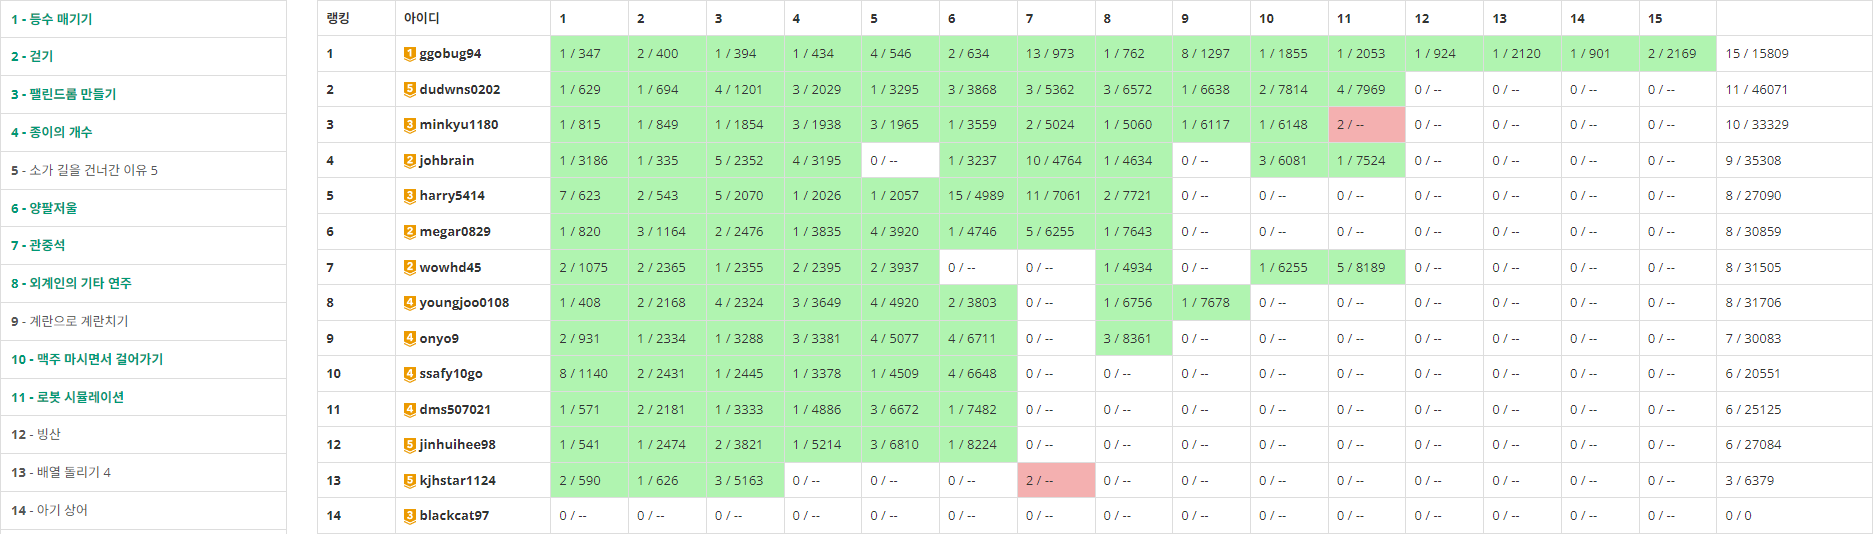 1 - 등수 매기기
2 - 걷기
3 - 팰린드롬 만들기
4 - 종이의 개수
5 - 소가 길을 건너간 이유 5
6 - 양팔저울
7 - 관중석
8 - 외계인의 기타 연주
9 - 계란으로 계란치기
10 - 맥주 마시면서 걸어가기
11 - 로봇 시뮬레이션
12 - 빙산
13 - 배열 돌리기 4
14 - 아기 상어
랭킹 아이디 1 2 3 4 5 6 7 8 9 10 11 12 13 14 15
1 1 ggobug94 1 / 347 2 / 400 1 / 394 1 / 434 4 / 546 2 / 634 13 / 973 1 / 762 8 / 1297 1 / 1855 1 / 2053 1 / 924 1 / 2120 1 / 901 2 / 2169 15 / 15809
2 5 dudwns0202 1 / 629 1 / 694 4 / 1201 3 / 2029 1 / 3295 3 / 3868 3 / 5362 3 / 6572 1 / 6638 2 / 7814 4 / 7969 0 / -- 0 / -- 0 / -- 0 / -- 11 / 46071
3 3 minkyu1180 1 / 815 1 / 849 1 / 1854 3 / 1938 3 / 1965 1 / 3559 2 / 5024 1 / 5060 1 / 6117 1 / 6148 2 / -- 0 / -- 0 / -- 0 / -- 0 / -- 10 / 33329
4 2 johbrain 1 / 3186 1 / 335 5 / 2352 4 / 3195 0 / -- 1 / 3237 10 / 4764 1 / 4634 0 / -- 3 / 6081 1 / 7524 0 / -- 0 / -- 0 / -- 0 / -- 9 / 35308
5 3 harry5414 7 / 623 2 / 543 5 / 2070 1 / 2026 1 / 2057 15 / 4989 11 / 7061 2 / 7721 0 / -- 0 / -- 0 / -- 0 / -- 0 / -- 0 / -- 0 / -- 8 / 27090
6 2 megar0829 1 / 820 3 / 1164 2 / 2476 1 / 3835 4 / 3920 1 / 4746 5 / 6255 1 / 7643 0 / -- 0 / -- 0 / -- 0 / -- 0 / -- 0 / -- 0 / -- 8 / 30859
7 2 wowhd45 2 / 1075 2 / 2365 1 / 2355 2 / 2395 2 / 3937 0 / -- 0 / -- 1 / 4934 0 / -- 1 / 6255 5 / 8189 0 / -- 0 / -- 0 / -- 0 / -- 8 / 31505
8 4 youngjoo0108 1 / 408 2 / 2168 4 / 2324 3 / 3649 4 / 4920 2 / 3803 0 / -- 1 / 6756 1 / 7678 0 / -- 0 / -- 0 / -- 0 / -- 0 / -- 0 / -- 8 / 31706
9 4 onyo9 2 / 931 1 / 2334 1 / 3288 3 / 3381 4 / 5077 4 / 6711 0 / -- 3 / 8361 0 / -- 0 / -- 0 / -- 0 / -- 0 / -- 0 / -- 0 / -- 7 / 30083
10 4 ssafy10go 8 / 1140 2 / 2431 1 / 2445 1 / 3378 1 / 4509 4 / 6648 0 / -- 0 / -- 0 / -- 0 / -- 0 / -- 0 / -- 0 / -- 0 / -- 0 / -- 6 / 20551
11 4 dms507021 1 / 571 2 / 2181 1 / 3333 1 / 4886 3 / 6672 1 / 7482 0 / -- 0 / -- 0 / -- 0 / -- 0 / -- 0 / -- 0 / -- 0 / -- 0 / -- 6 / 25125
12 5 jinhuihee98 1 / 541 1 / 2474 2 / 3821 1 / 5214 3 / 6810 1 / 8224 0 / -- 0 / -- 0 / -- 0 / -- 0 / -- 0 / -- 0 / -- 0 / -- 0 / -- 6 / 27084
13 5 kjhstar1124 2 / 590 1 / 626 3 / 5163 0 / -- 0 / -- 0 / -- 2 / -- 0 / -- 0 / -- 0 / -- 0 / -- 0 / -- 0 / -- 0 / -- 0 / -- 3 / 6379
14 3 blackcat97 0 / -- 0 / -- 0 / -- 0 / -- 0 / -- 0 / -- 0 / -- 0 / -- 0 / -- 0 / -- 0 / -- 0 / -- 0 / -- 0 / -- 0 / -- 0 / 0